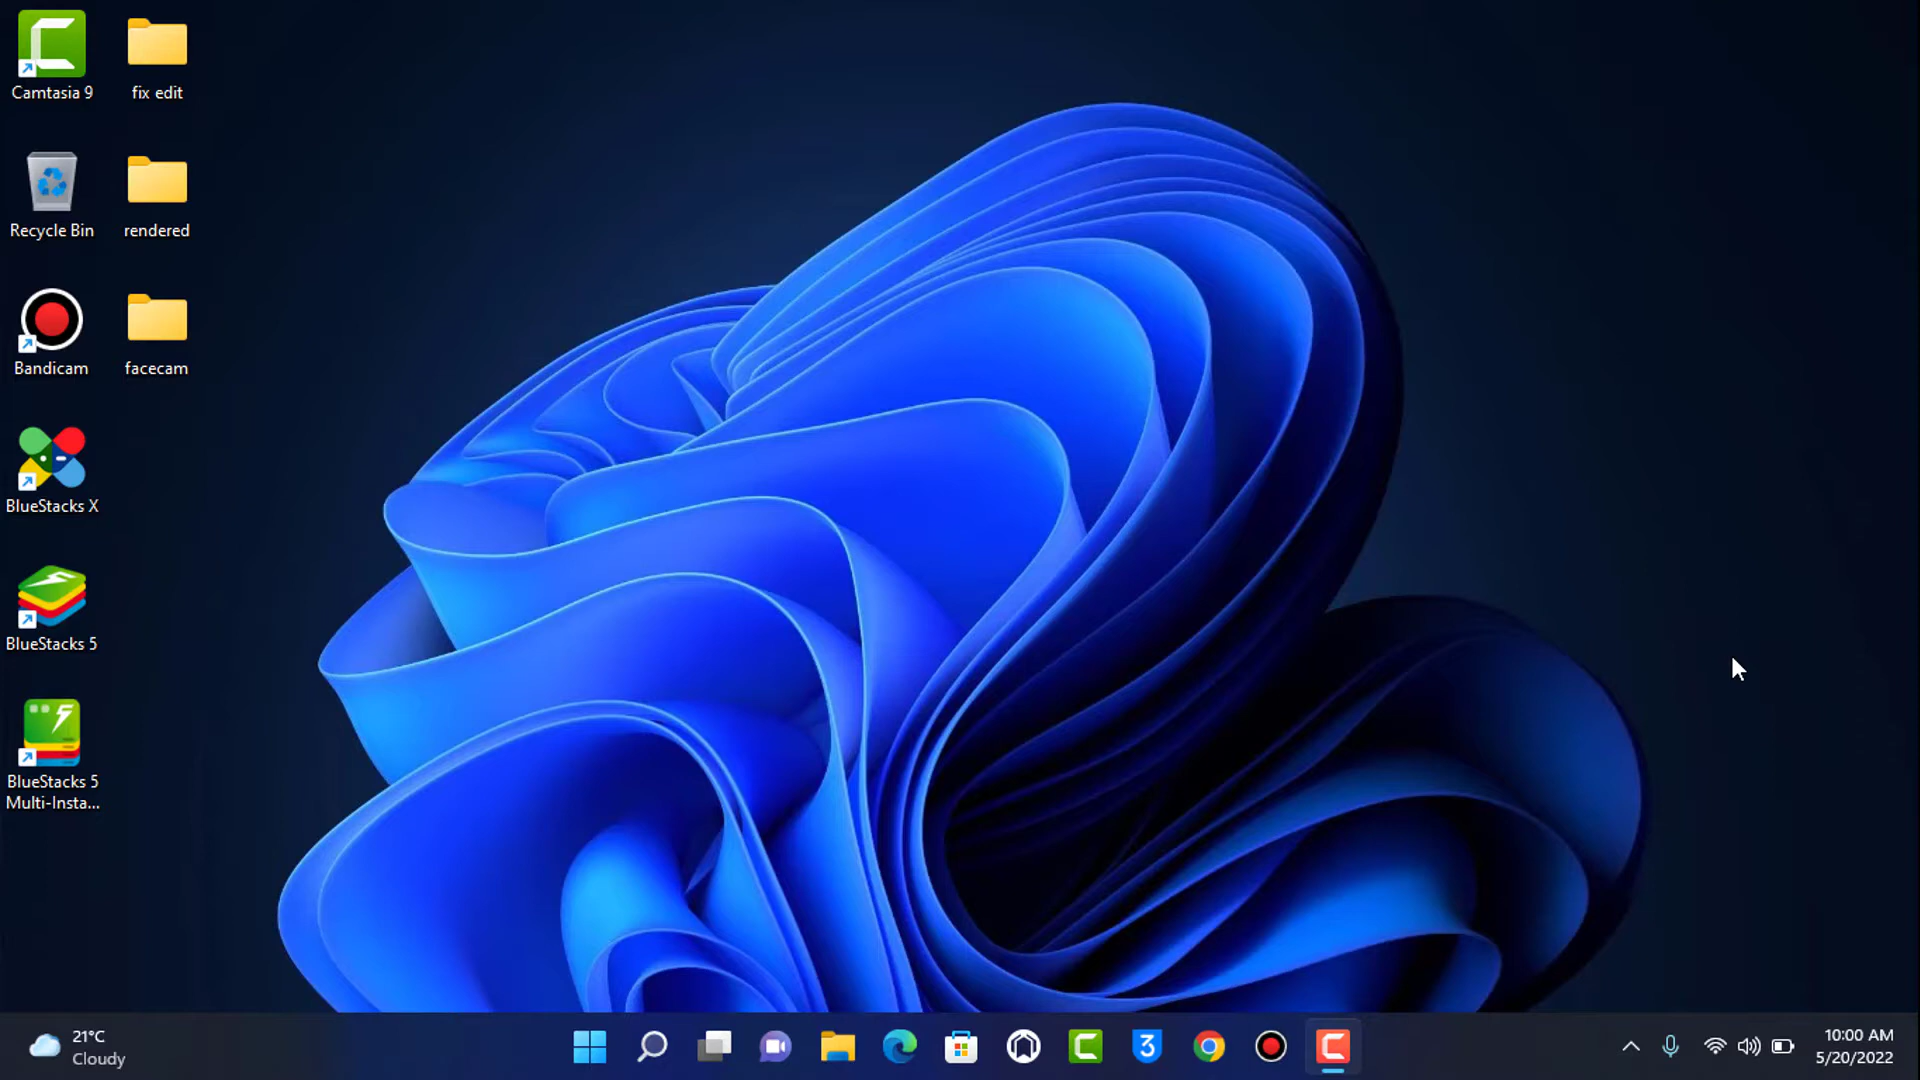 Camtasia 9
fix edit
Recycle Bin
rendered
Bandicam
facecam
BlueStacks X
BlueStacks 5
BlueStacks 5
Multi-Insta...
21°C
Cloudy
3
10:00 AM
5/20/2022